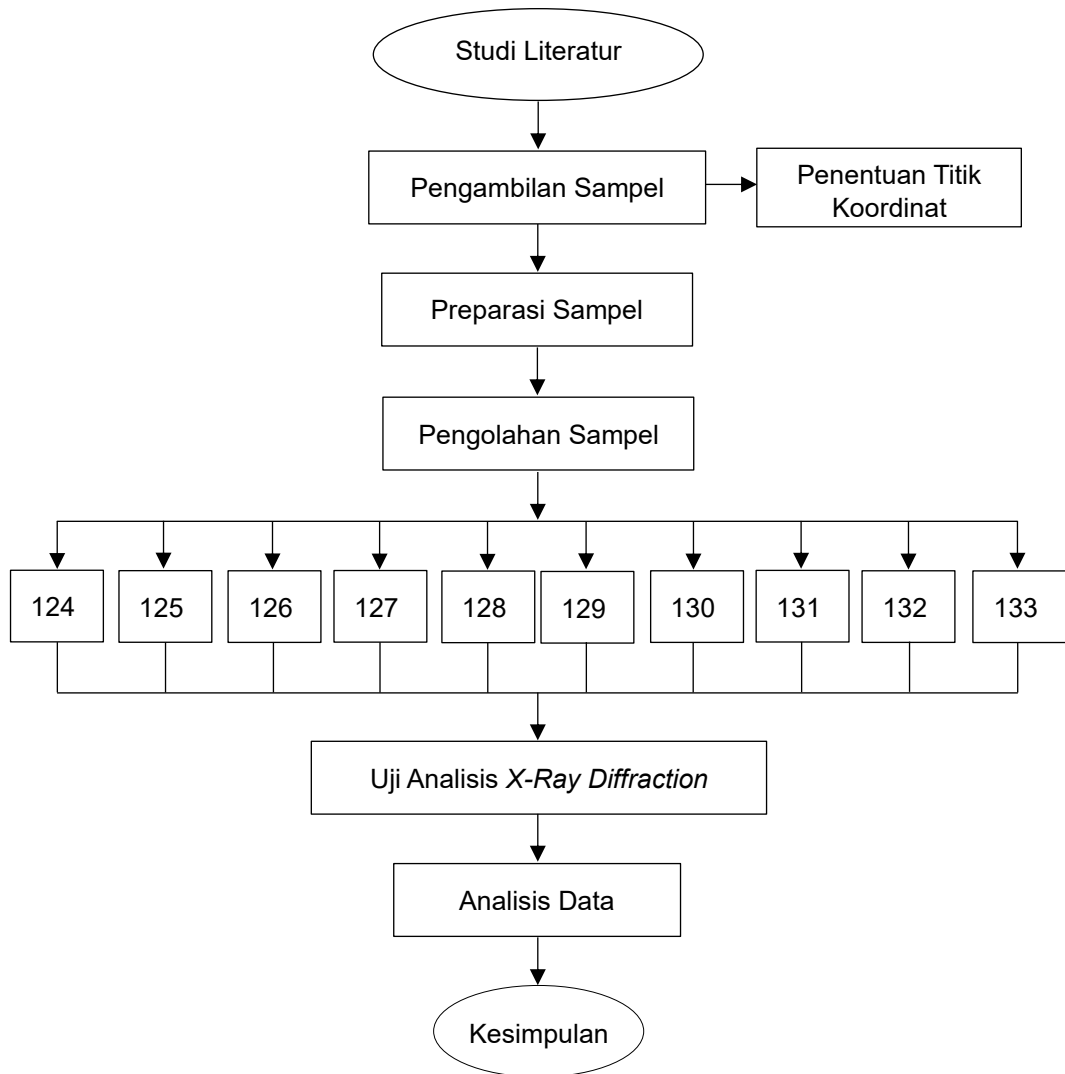 Studi Literatur
Pengambilan Sampel
Penentuan Titik
Koordinat
Preparasi Sampel
Pengolahan Sampel
124 125 126 127 128 129 130 131 132 133
Uji Analisis X-Ray Diffraction
Analisis Data
Kesimpulan